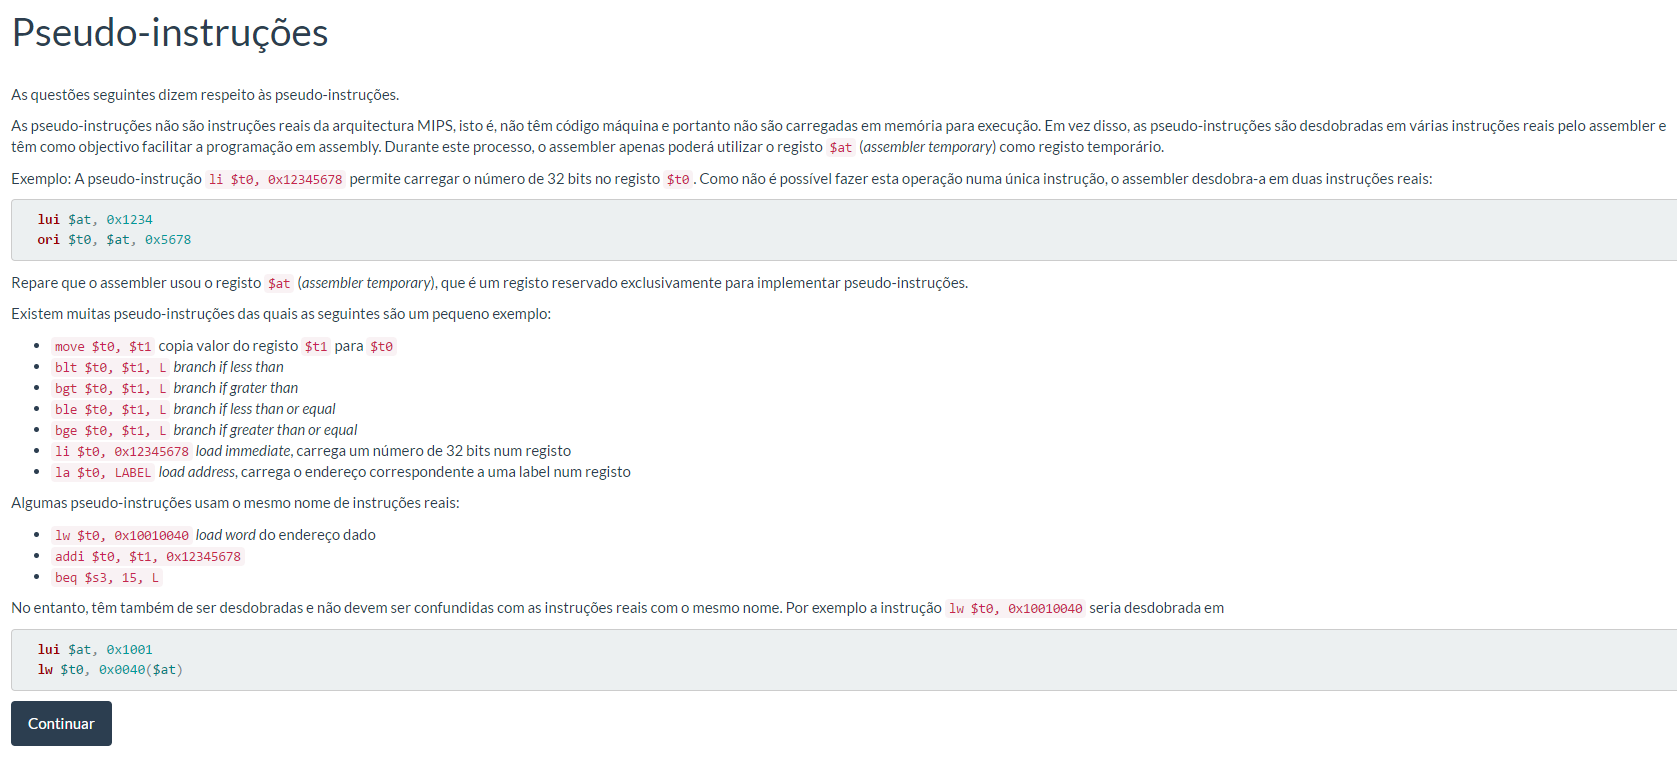 Pseudo-instruções
As questões seguintes dizem respeito às pseudo-instruções.
As pseudo-instruções não são instruções reais da arquitectura MIPS, isto é, não têm código máquina e portanto não são carregadas em memória para execução. Em vez disso, as pseudo-instruções são desdobradas em várias instruções reais pelo assembler e
têm como objectivo facilitar a programação em assembly. Durante este processo, o assembler apenas poderá utilizar o registo $at (assembler temporary) como registo temporário.
Exemplo: A pseudo-instrução li $t0, 0x12345678 permite carregar o número de 32 bits no registo $t0. Como não é possível fazer esta operação numa única instrução, o assembler desdobra-a em duas instruções reais:
lui $at, 0x1234
ori $t0, $at, 0x5678
Repare que o assembler usou o registo $at (assembler temporary), que é um registo reservado exclusivamente para implementar pseudo-instruções.
Existem muitas pseudo-instruções das quais as seguintes são um pequeno exemplo:
• move $t0, $t1 copia valor do registo $t1 para $t0
• blt $t0, $t1, L branch if less than
• bgt $t0, $t1, L branch if grater than
• ble $t0, $t1, L branch if less than or equal
• bge $t0, $t1, L branch if greater than or equal
• li $t0, 0x12345678 load immediate, carrega um número de 32 bits num registo
• la $t0, LABEL load address, carrega o endereço correspondente a uma label num registo
Algumas pseudo-instruções usam o mesmo nome de instruções reais:
• lw $t0, 0x10010040 load word do endereço dado
• addi $t0, $t1, 0x12345678
• beq $s3, 15, L
No entanto, têm também de ser desdobradas e não devem ser confundidas com as instruções reais com o mesmo nome. Por exemplo a instrução lw $t0, 0x10010040 seria desdobrada em
lui $at, 0x1001
lw $t0, 0x0040($at)
Continuar